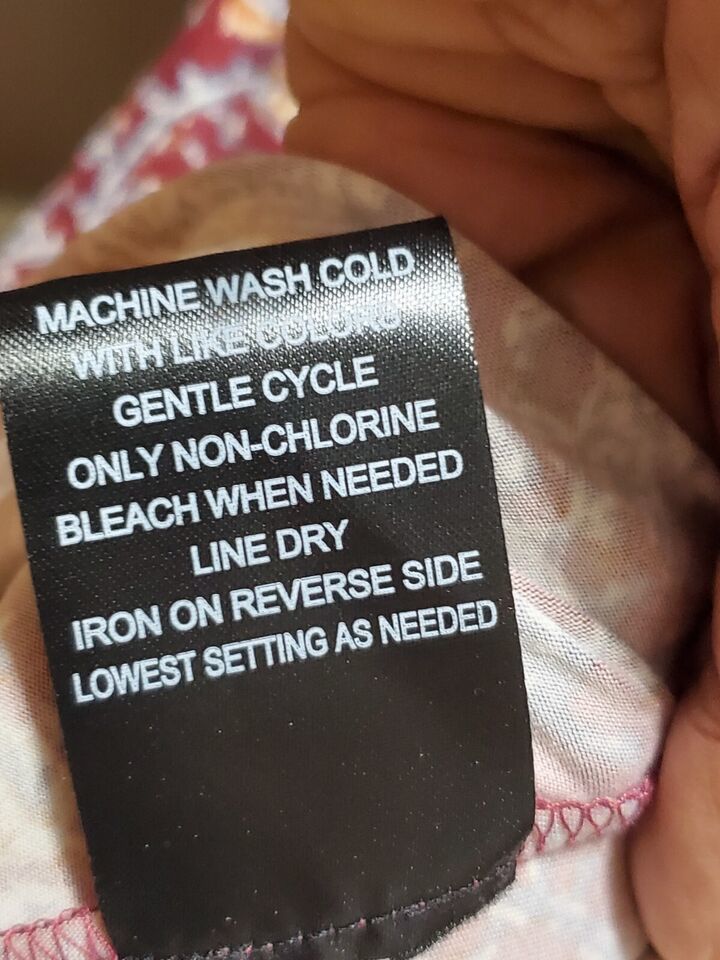 MACHINE WASH COLD
WITH LIKE COLORS
GENTLE CYCLE
ONLY NON-CHLORINE
BLEACH WHEN NEEDED
LINE DRY
IRON ON REVERSE SIDE
LOWEST SETTING AS NEEDED